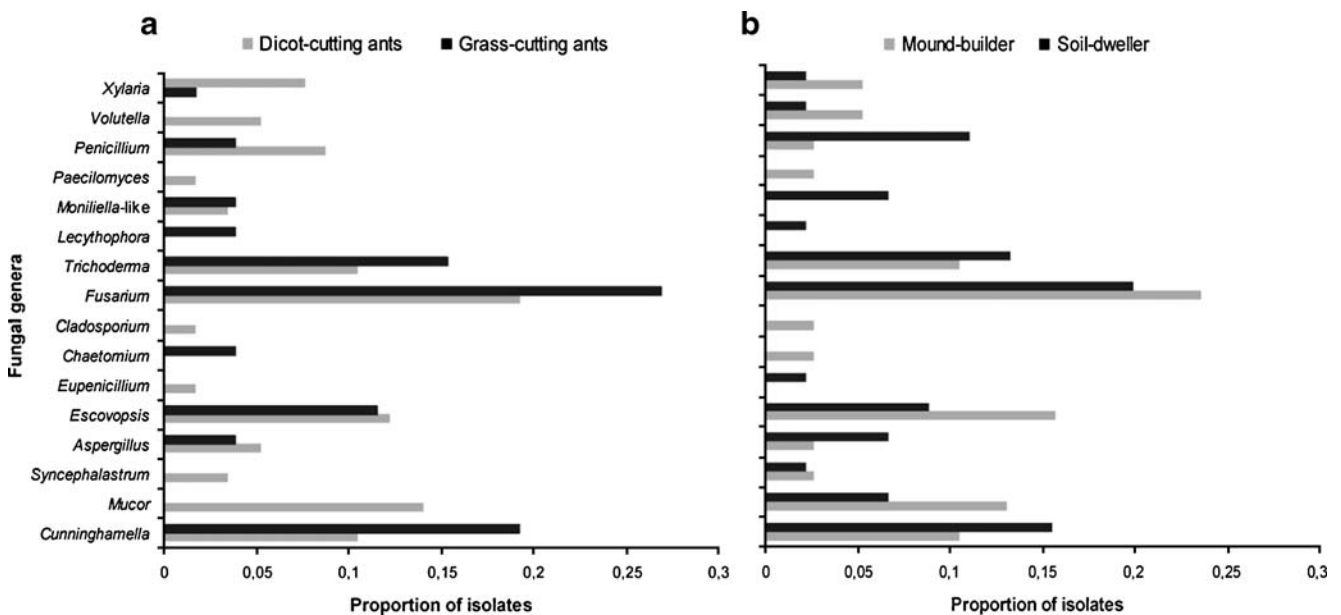 a
Dicot-cutting ants Grass-cutting ants
b
Mound-builder Soil-dweller
Fungal genera
Xylaria
Volutella
Penicillium
Paecilomyces
Moniliella-like
Lecythophora
Trichoderma
Fusarium
Cladosporium
Chaetomium
Eupenicillium
Escovopsis
Aspergillus
Syncephalastrum
Mucor
Cunninghamella
0 0,05 0,1 0,15 0,2 0,25 0,3
Proportion of isolates
0 0,05 0,1 0,15 0,2 0,25 0,3
Proportion of isolates